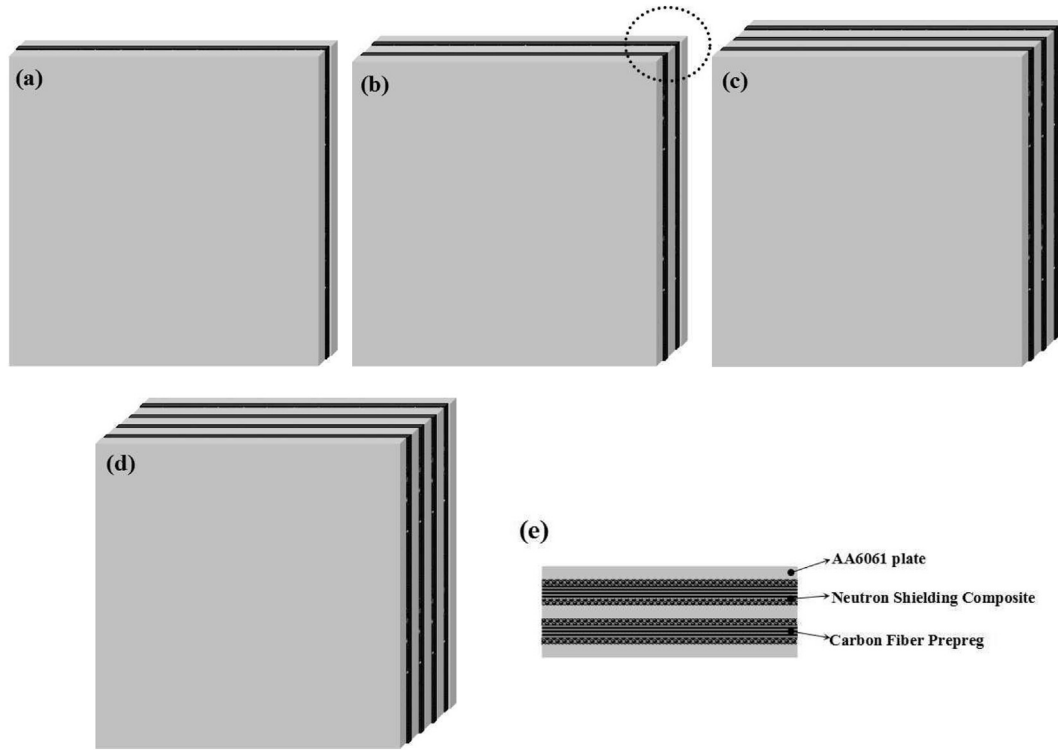 (a)
(b)
(c)
(d)
(e)
AA6061 plate
Neutron Shielding Composite
Carbon Fiber Prepreg